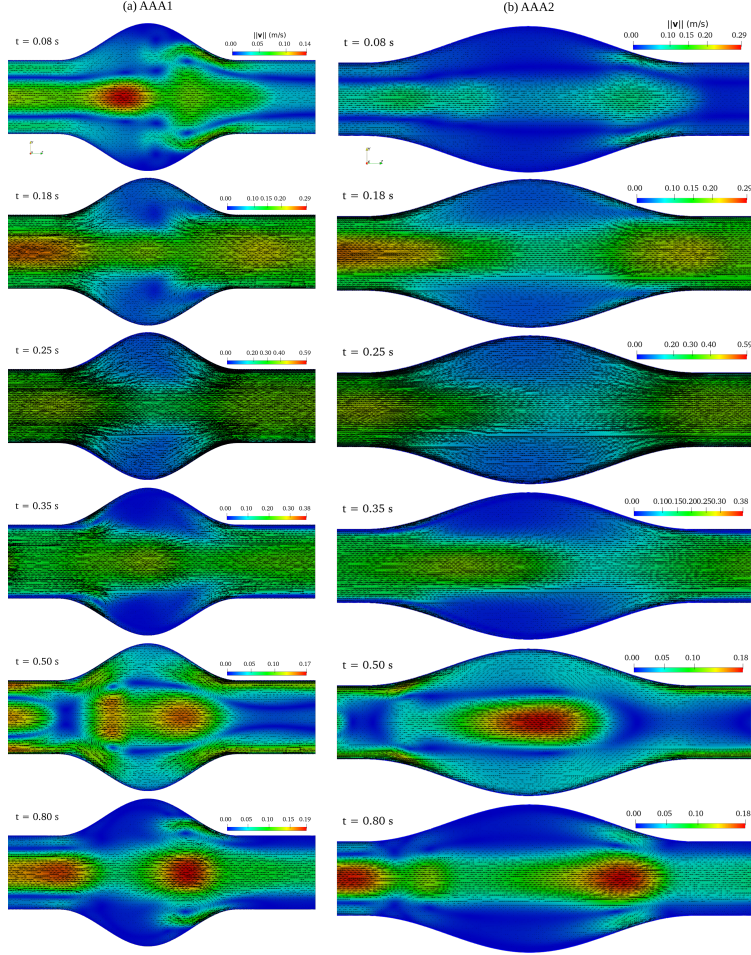 (a) AAA1
(b) AAA2
t = 0.08 s
||v|| (m/s)
0.00 0.05 0.10 0.14
t = 0.08 s
||v|| (m/s)
0.00 0.10 0.15 0.20 0.29
t = 0.18 s
0.00 0.10 0.15 0.20 0.29
t = 0.18 s
0.00 0.10 0.15 0.20 0.29
t = 0.25 s
0.00 0.20 0.30 0.40 0.59
t = 0.25 s
0.00 0.20 0.30 0.40 0.59
t = 0.35 s
0.00 0.10 0.20 0.30 0.38
t = 0.35 s
0.00 0.10 0.15 0.20 0.25 0.30 0.38
t = 0.50 s
0.00 0.05 0.10 0.17
t = 0.50 s
0.00 0.05 0.10 0.18
t = 0.80 s
0.00 0.05 0.10 0.15 0.19
t = 0.80 s
0.00 0.05 0.10 0.18